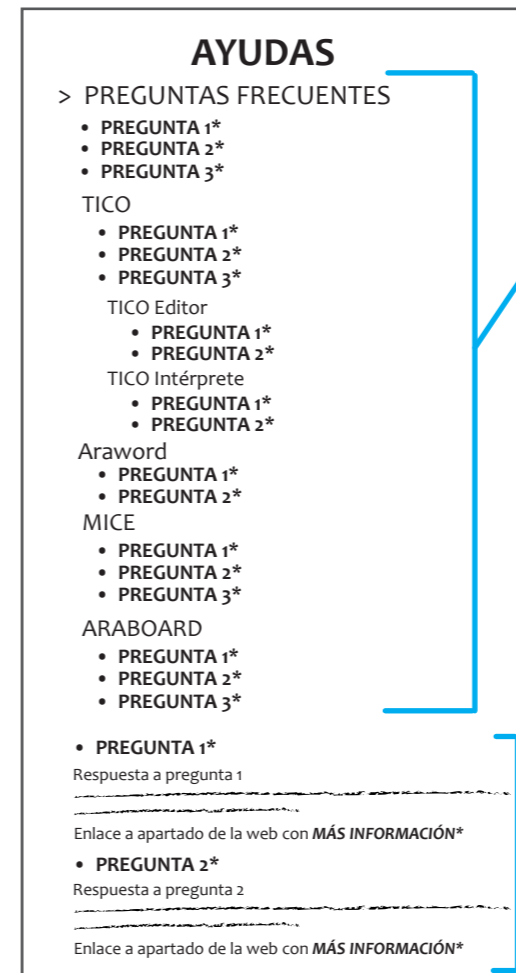 AYUDAS
> PREGUNTAS FRECUENTES
• PREGUNTA 1*
• PREGUNTA 2*
• PREGUNTA 3*
TICO
• PREGUNTA 1*
• PREGUNTA 2*
• PREGUNTA 3*
TICO Editor
• PREGUNTA 1*
• PREGUNTA 2*
TICO Intérprete
• PREGUNTA 1*
• PREGUNTA 2*
Araword
• PREGUNTA 1*
• PREGUNTA 2*
MICE
• PREGUNTA 1*
• PREGUNTA 2*
• PREGUNTA 3*
ARABOARD
• PREGUNTA 1*
• PREGUNTA 2*
• PREGUNTA 3*
• PREGUNTA 1*
Respuesta a pregunta 1
Enlace a apartado de la web con MÁS INFORMACIÓN*
• PREGUNTA 2*
Respuesta a pregunta 2
Enlace a apartado de la web con MÁS INFORMACIÓN*